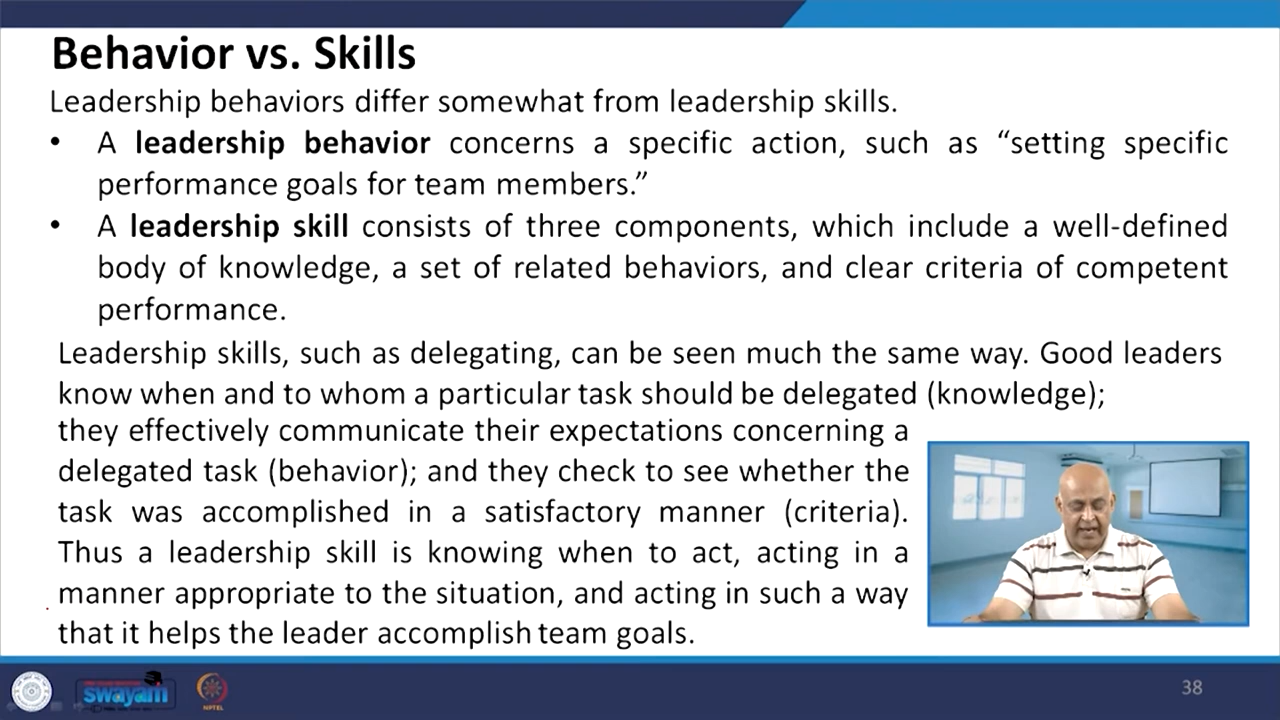 Behavior vs. Skills
Leadership behaviors differ somewhat from leadership skills.
• A leadership behavior concerns a specific action, such as “setting specific
performance goals for team members.”
• A leadership skill consists of three components, which include a well-defined
body of knowledge, a set of related behaviors, and clear criteria of competent
performance.
Leadership skills, such as delegating, can be seen much the same way. Good leaders
know when and to whom a particular task should be delegated (knowledge);
they effectively communicate their expectations concerning a
delegated task (behavior); and they check to see whether the
task was accomplished in a satisfactory manner (criteria).
Thus a leadership skill is knowing when to act, acting in a
manner appropriate to the situation, and acting in such a way
that it helps the leader accomplish team goals.
swayam
NPTEL
38